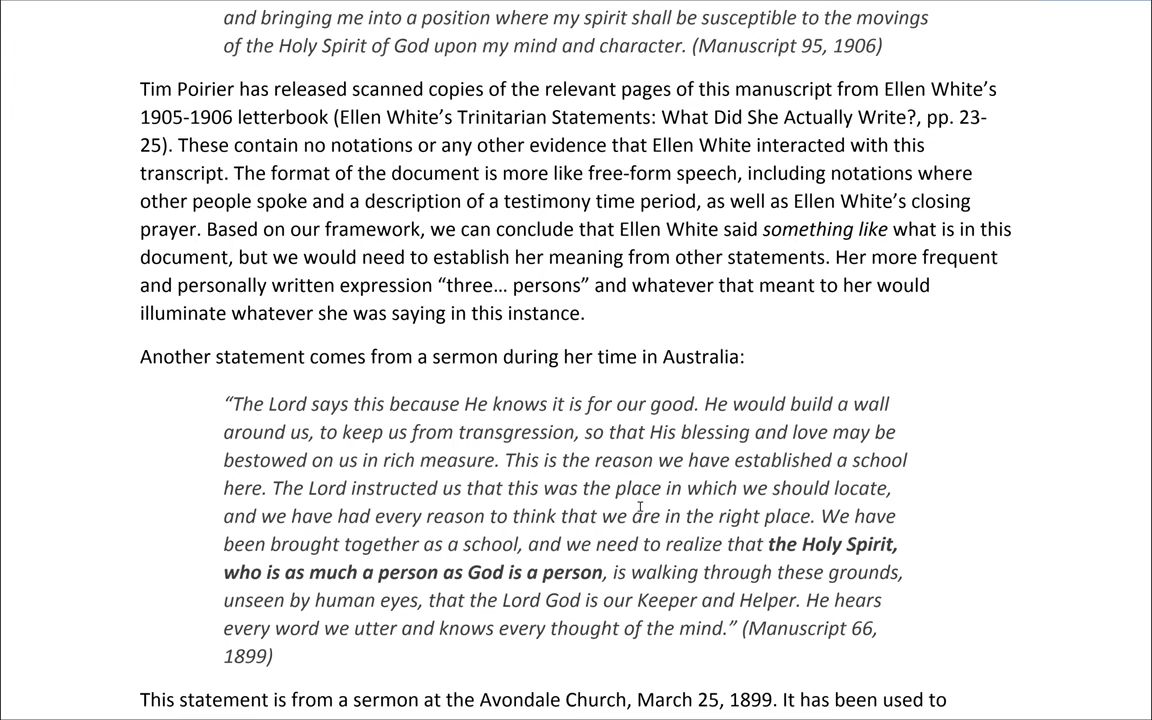 and bringing me into a position where my spirit shall be susceptible to the movings
of the Holy Spirit of God upon my mind and character. (Manuscript 95, 1906)
Tim Poirier has released scanned copies of the relevant pages of this manuscript from Ellen White’s
1905-1906 letterbook (Ellen White’s Trinitarian Statements: What Did She Actually Write?, pp. 23-
25). These contain no notations or any other evidence that Ellen White interacted with this
transcript. The format of the document is more like free-form speech, including notations where
other people spoke and a description of a testimony time period, as well as Ellen White’s closing
prayer. Based on our framework, we can conclude that Ellen White said something like what is in this
document, but we would need to establish her meaning from other statements. Her more frequent
and personally written expression “three… persons” and whatever that meant to her would
illuminate whatever she was saying in this instance.
Another statement comes from a sermon during her time in Australia:
“The Lord says this because He knows it is for our good. He would build a wall
around us, to keep us from transgression, so that His blessing and love may be
bestowed on us in rich measure. This is the reason we have established a school
here. The Lord instructed us that this was the place in which we should locate,
and we have had every reason to think that we are in the right place. We have
been brought together as a school, and we need to realize that the Holy Spirit,
who is as much a person as God is a person, is walking through these grounds,
unseen by human eyes, that the Lord God is our Keeper and Helper. He hears
every word we utter and knows every thought of the mind.” (Manuscript 66,
1899)
This statement is from a sermon at the Avondale Church, March 25, 1899. It has been used to